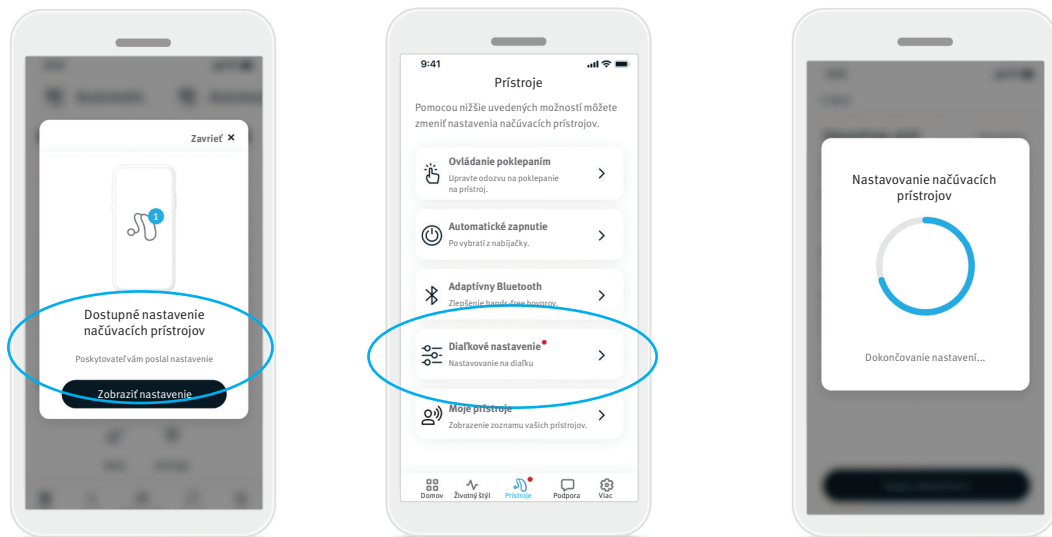 Zavrieť ×
1
Dostupné nastavenie
načúvacích prístrojov
Poskytovateľ vám poslal nastavenie
Zobraziť nastavenie
9:41
Prístroje
Pomocou nižšie uvedených možností môžete
zmeniť nastavenia načúvacích prístrojov.
Ovládanie poklepaním
Upravte odozvu na poklepanie
na prístroj.
Automatické zapnutie
Po vybratí z nabíjačky.
Adaptívny Bluetooth
Zlepšenie hands-free hovorov.
Diaľkové nastavenie
Nastavovanie na diaľku
Moje prístroje
Zobrazenie zoznamu vašich prístrojov.
Domov Životný štýl Prístroje Podpora Viac
Nastavovanie načúvacích
prístrojov
Dokončovanie nastavení...